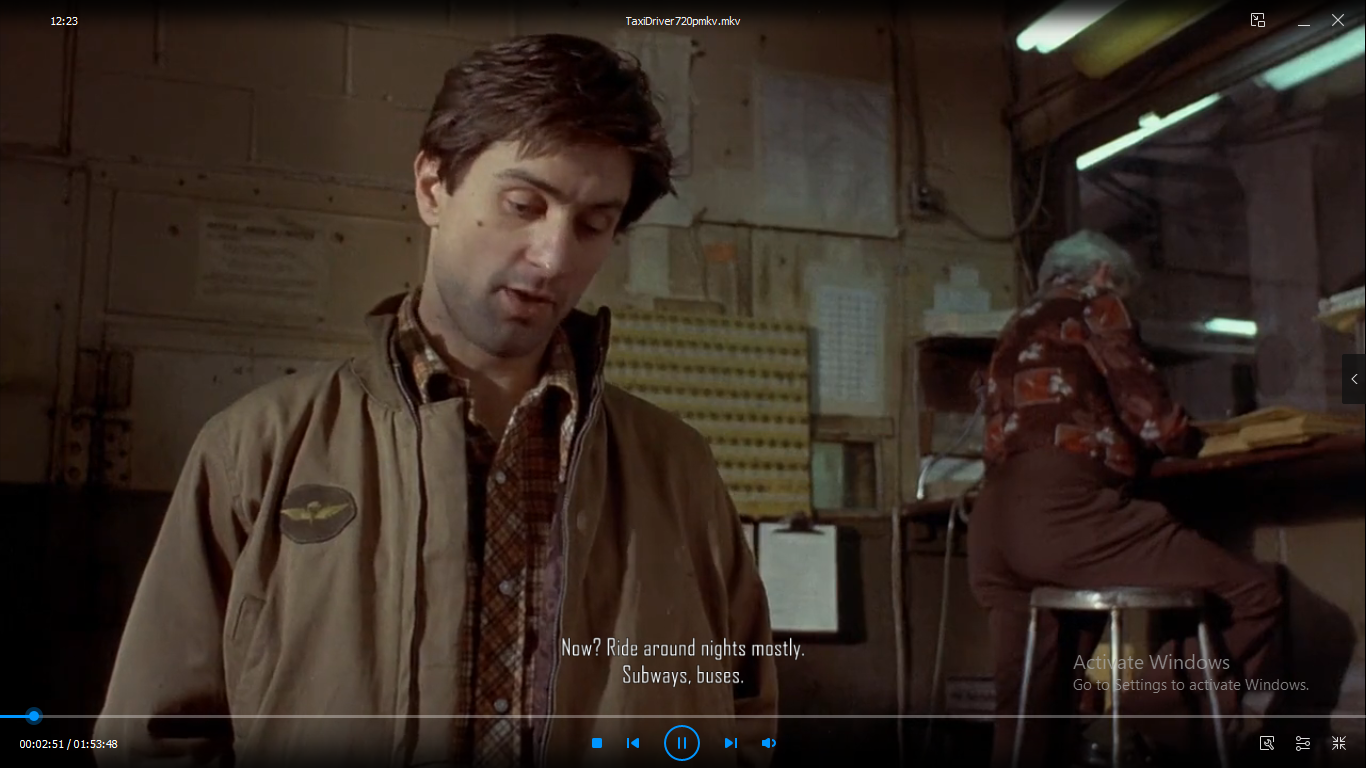 12:23
TaxiDriver720pmkv.mkv
Now? Ride around nights mostly.
Subways, buses.
Activate Windows
Go to Settings to activate Windows.
00:02:51 / 01:53:48